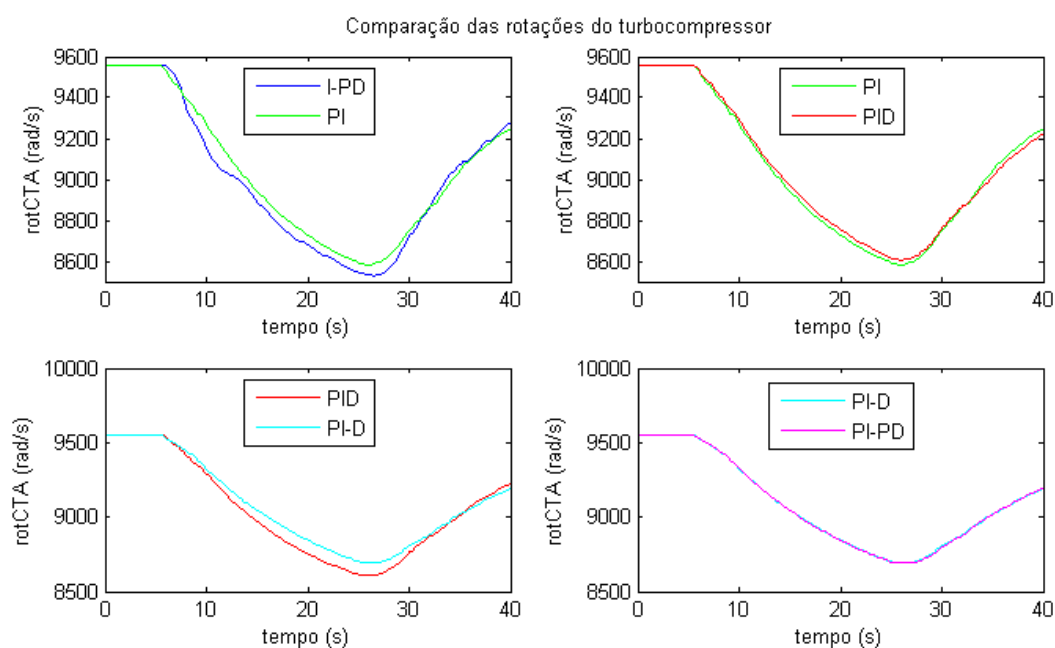 Comparação das rotações do turbocompressor
9600
9400
9200
9000
8800
8600
rotCTA (rad/s)
I-PD
PI
0 10 20 30 40
tempo (s)
9600
9400
9200
9000
8800
8600
rotCTA (rad/s)
PI
PID
0 10 20 30 40
tempo (s)
10000
9500
9000
8500
rotCTA (rad/s)
PID
PI-D
0 10 20 30 40
tempo (s)
10000
9500
9000
8500
rotCTA (rad/s)
PI-D
PI-PD
0 10 20 30 40
tempo (s)